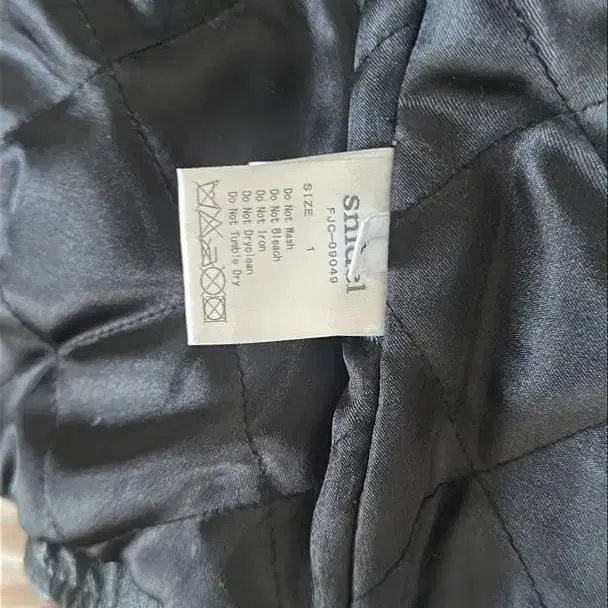 snidel
FJC-09049
SIZE 1
Do Not Wash
Do Not Bleach
Do Not Iron
Do Not Dryclean
Do Not Tumble Dry